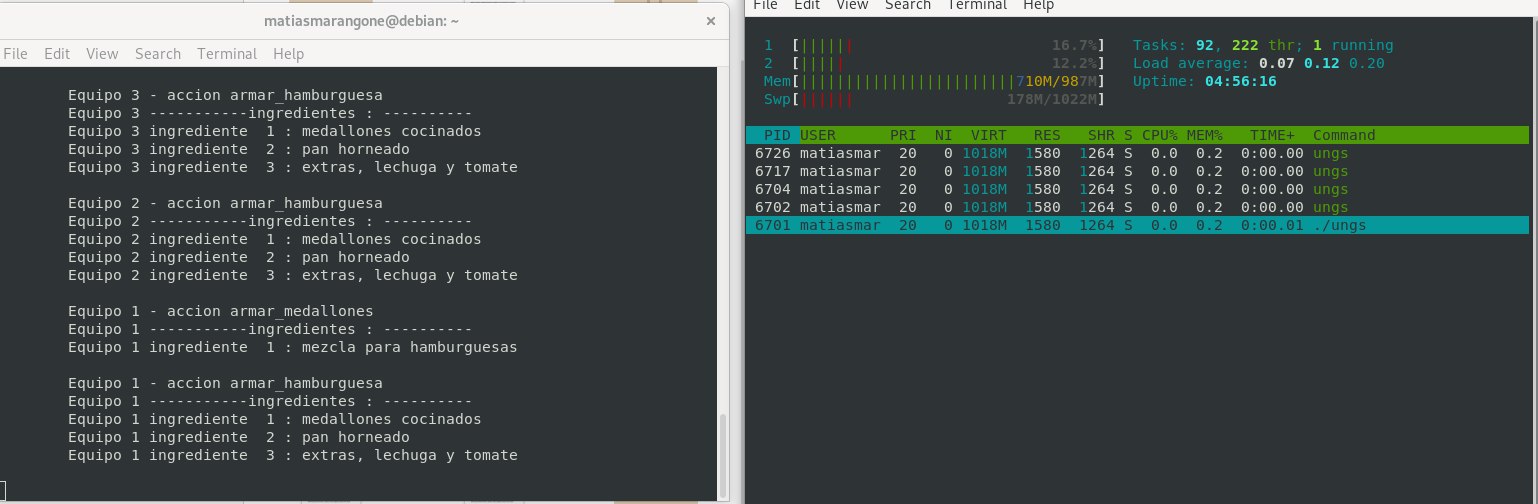 matiasmarangone@debian: ~
×
File Edit View Search Terminal Help
Equipo 3 - accion armar_hamburguesa
Equipo 3 -----------ingredientes : ----------
Equipo 3 ingrediente  1 : medallones cocinados
Equipo 3 ingrediente  2 : pan horneado
Equipo 3 ingrediente  3 : extras, lechuga y tomate
Equipo 2 - accion armar_hamburguesa
Equipo 2 -----------ingredientes : ----------
Equipo 2 ingrediente  1 : medallones cocinados
Equipo 2 ingrediente  2 : pan horneado
Equipo 2 ingrediente  3 : extras, lechuga y tomate
Equipo 1 - accion armar_medallones
Equipo 1 -----------ingredientes : ----------
Equipo 1 ingrediente  1 : mezcla para hamburguesas
Equipo 1 - accion armar_hamburguesa
Equipo 1 -----------ingredientes : ----------
Equipo 1 ingrediente  1 : medallones cocinados
Equipo 1 ingrediente  2 : pan horneado
Equipo 1 ingrediente  3 : extras, lechuga y tomate
File Edit View Search Terminal Help
1 [|||||| 16.7%] Tasks: 92, 222 thr; 1 running
2 [||||| 12.2%] Load average: 0.07 0.12 0.20
Mem[||||||||||||||||||||||||710M/987M] Uptime: 04:56:16
Swp[|||||| 178M/1022M]
PID USER PRI NI VIRT RES SHR S CPU% MEM% TIME+ Command
6726 matiasmar 20 0 1018M 1580 1264 S 0.0 0.2 0:00.00 ungs
6717 matiasmar 20 0 1018M 1580 1264 S 0.0 0.2 0:00.00 ungs
6704 matiasmar 20 0 1018M 1580 1264 S 0.0 0.2 0:00.00 ungs
6702 matiasmar 20 0 1018M 1580 1264 S 0.0 0.2 0:00.00 ungs
6701 matiasmar 20 0 1018M 1580 1264 S 0.0 0.2 0:00.01 ./ungs